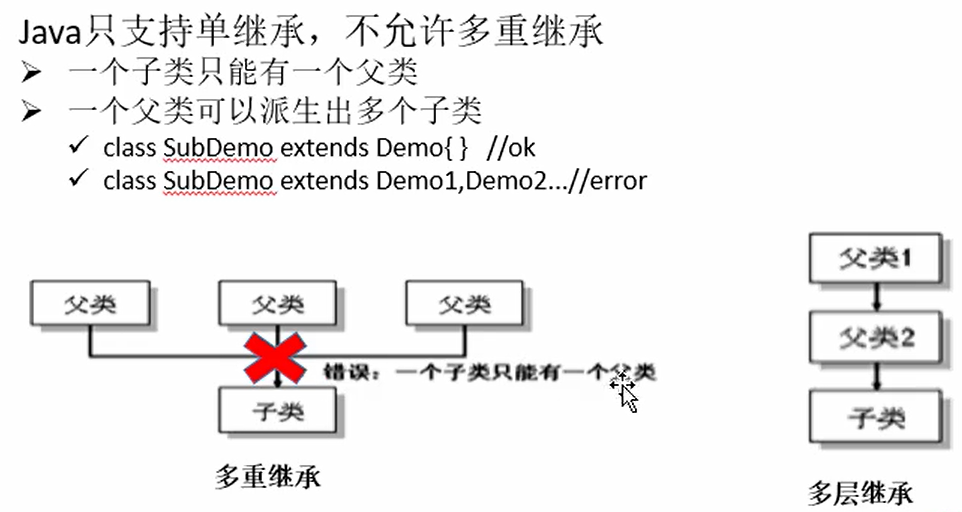 Java只支持单继承，不允许多重继承
➢ 一个子类只能有一个父类
➢ 一个父类可以派生出多个子类
✓ class SubDemo extends Demo{ } //ok
✓ class SubDemo extends Demo1,Demo2...//error
父类 父类 父类
错误：一个子类只能有一个父类
子类
多重继承
父类1
父类2
子类
多层继承